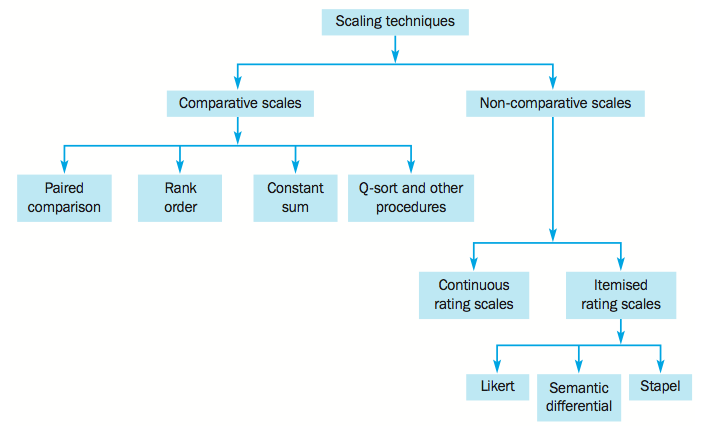 Scaling techniques
Comparative scales
Non-comparative scales
Paired
comparison
Rank
order
Constant
sum
Q-sort and other
procedures
Continuous
rating scales
Itemised
rating scales
Likert
Semantic
differential
Stapel